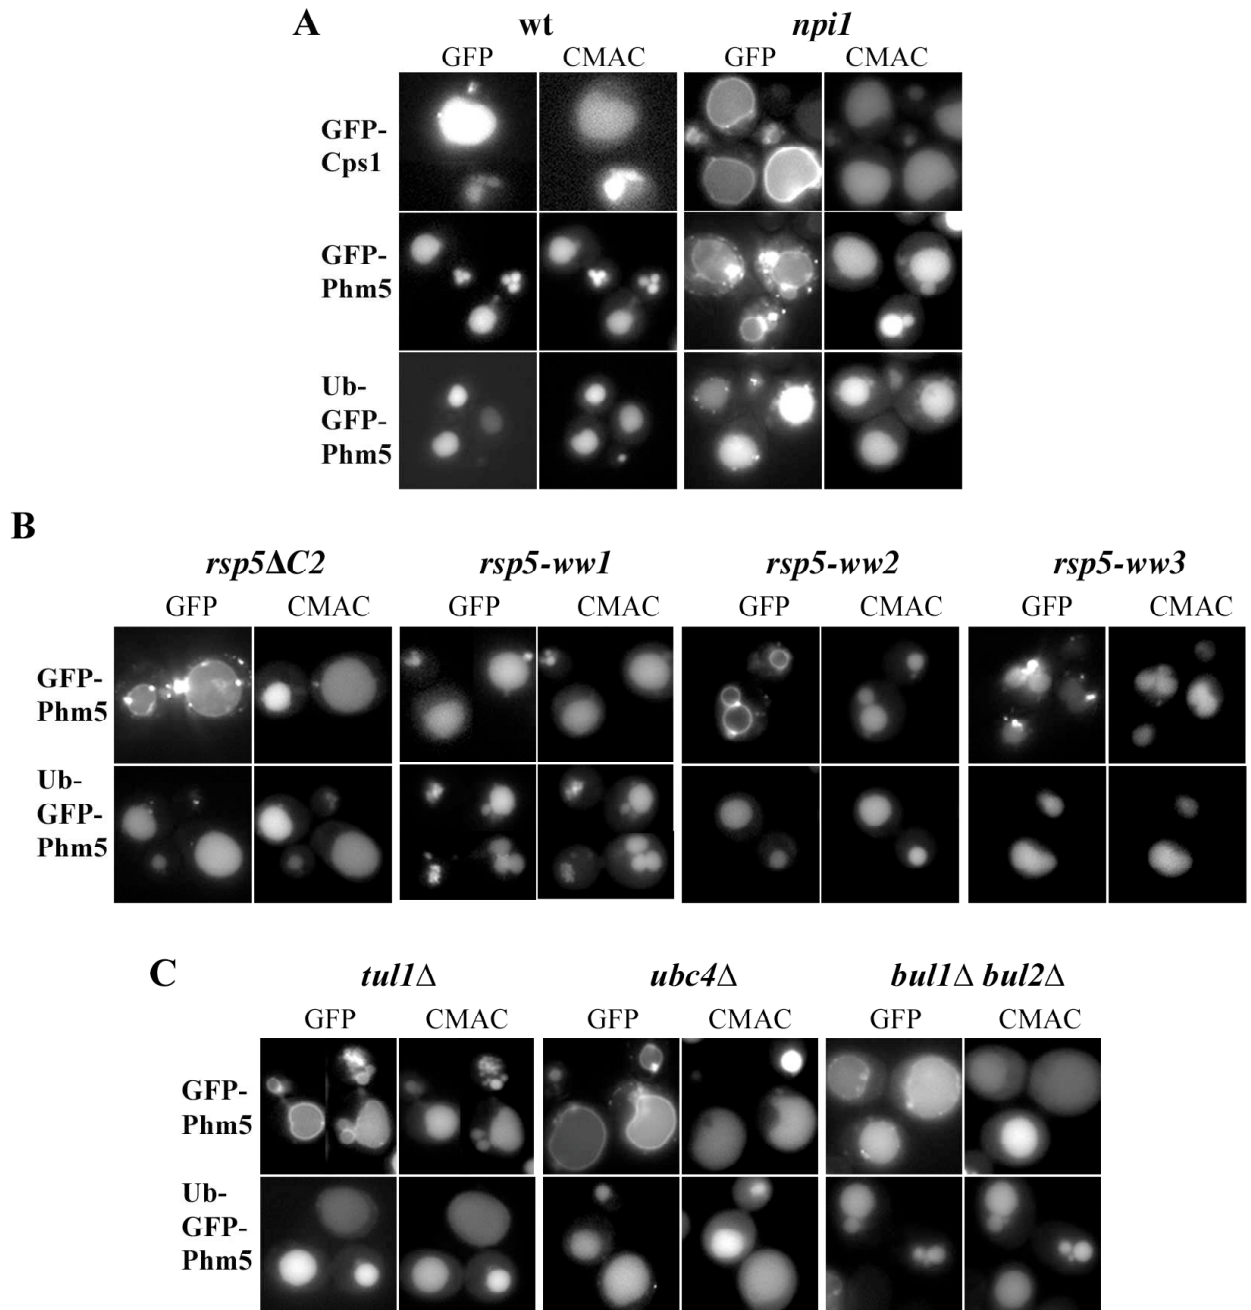 A
wt npi1
GFP CMAC GFP CMAC
GFP-
Cps1
GFP-
Phm5
Ub-
GFP-
Phm5
B
rsp5ΔC2 rsp5-ww1 rsp5-ww2 rsp5-ww3
GFP CMAC GFP CMAC GFP CMAC GFP CMAC
GFP-
Phm5
Ub-
GFP-
Phm5
C
tul1Δ ubc4Δ bul1Δ bul2Δ
GFP CMAC GFP CMAC GFP CMAC
GFP-
Phm5
Ub-
GFP-
Phm5